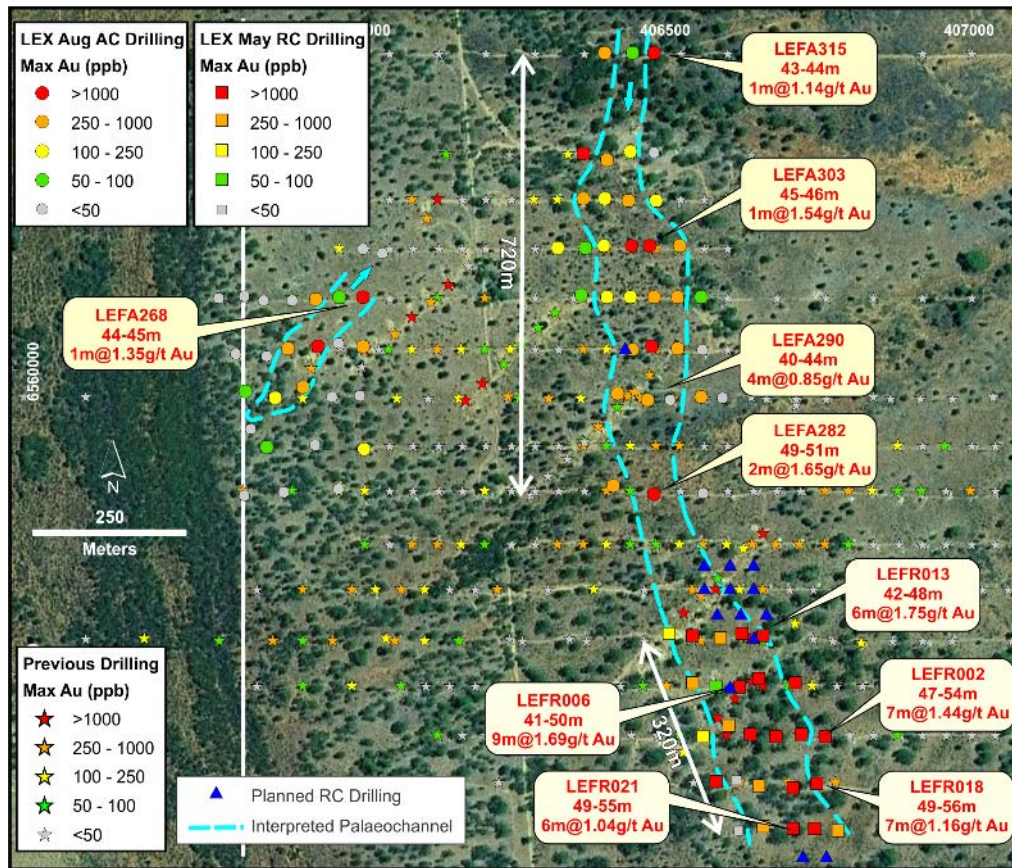 000
406500
407000
LEX Aug AC Drilling
Max Au (ppb)
>1000
250 - 1000
100 - 250
50 - 100
<50
LEX May RC Drilling
Max Au (ppb)
>1000
250 - 1000
100 - 250
50 - 100
<50
LEFA315
43-44m
1m@1.14g/t Au
LEFA303
45-46m
1m@1.54g/t Au
720m
LEFA268
44-45m
1m@1.35g/t Au
6560000
LEFA290
40-44m
4m@0.85g/t Au
LEFA282
49-51m
2m@1.65g/t Au
N
250
Meters
LEFR013
42-48m
6m@1.75g/t Au
Previous Drilling
Max Au (ppb)
>1000
250 - 1000
100 - 250
50 - 100
<50
LEFR006
41-50m
9m@1.69g/t Au
320m
LEFR002
47-54m
7m@1.44g/t Au
Planned RC Drilling
Interpreted Palaeochannel
LEFR021
49-55m
6m@1.04g/t Au
LEFR018
49-56m
7m@1.16g/t Au